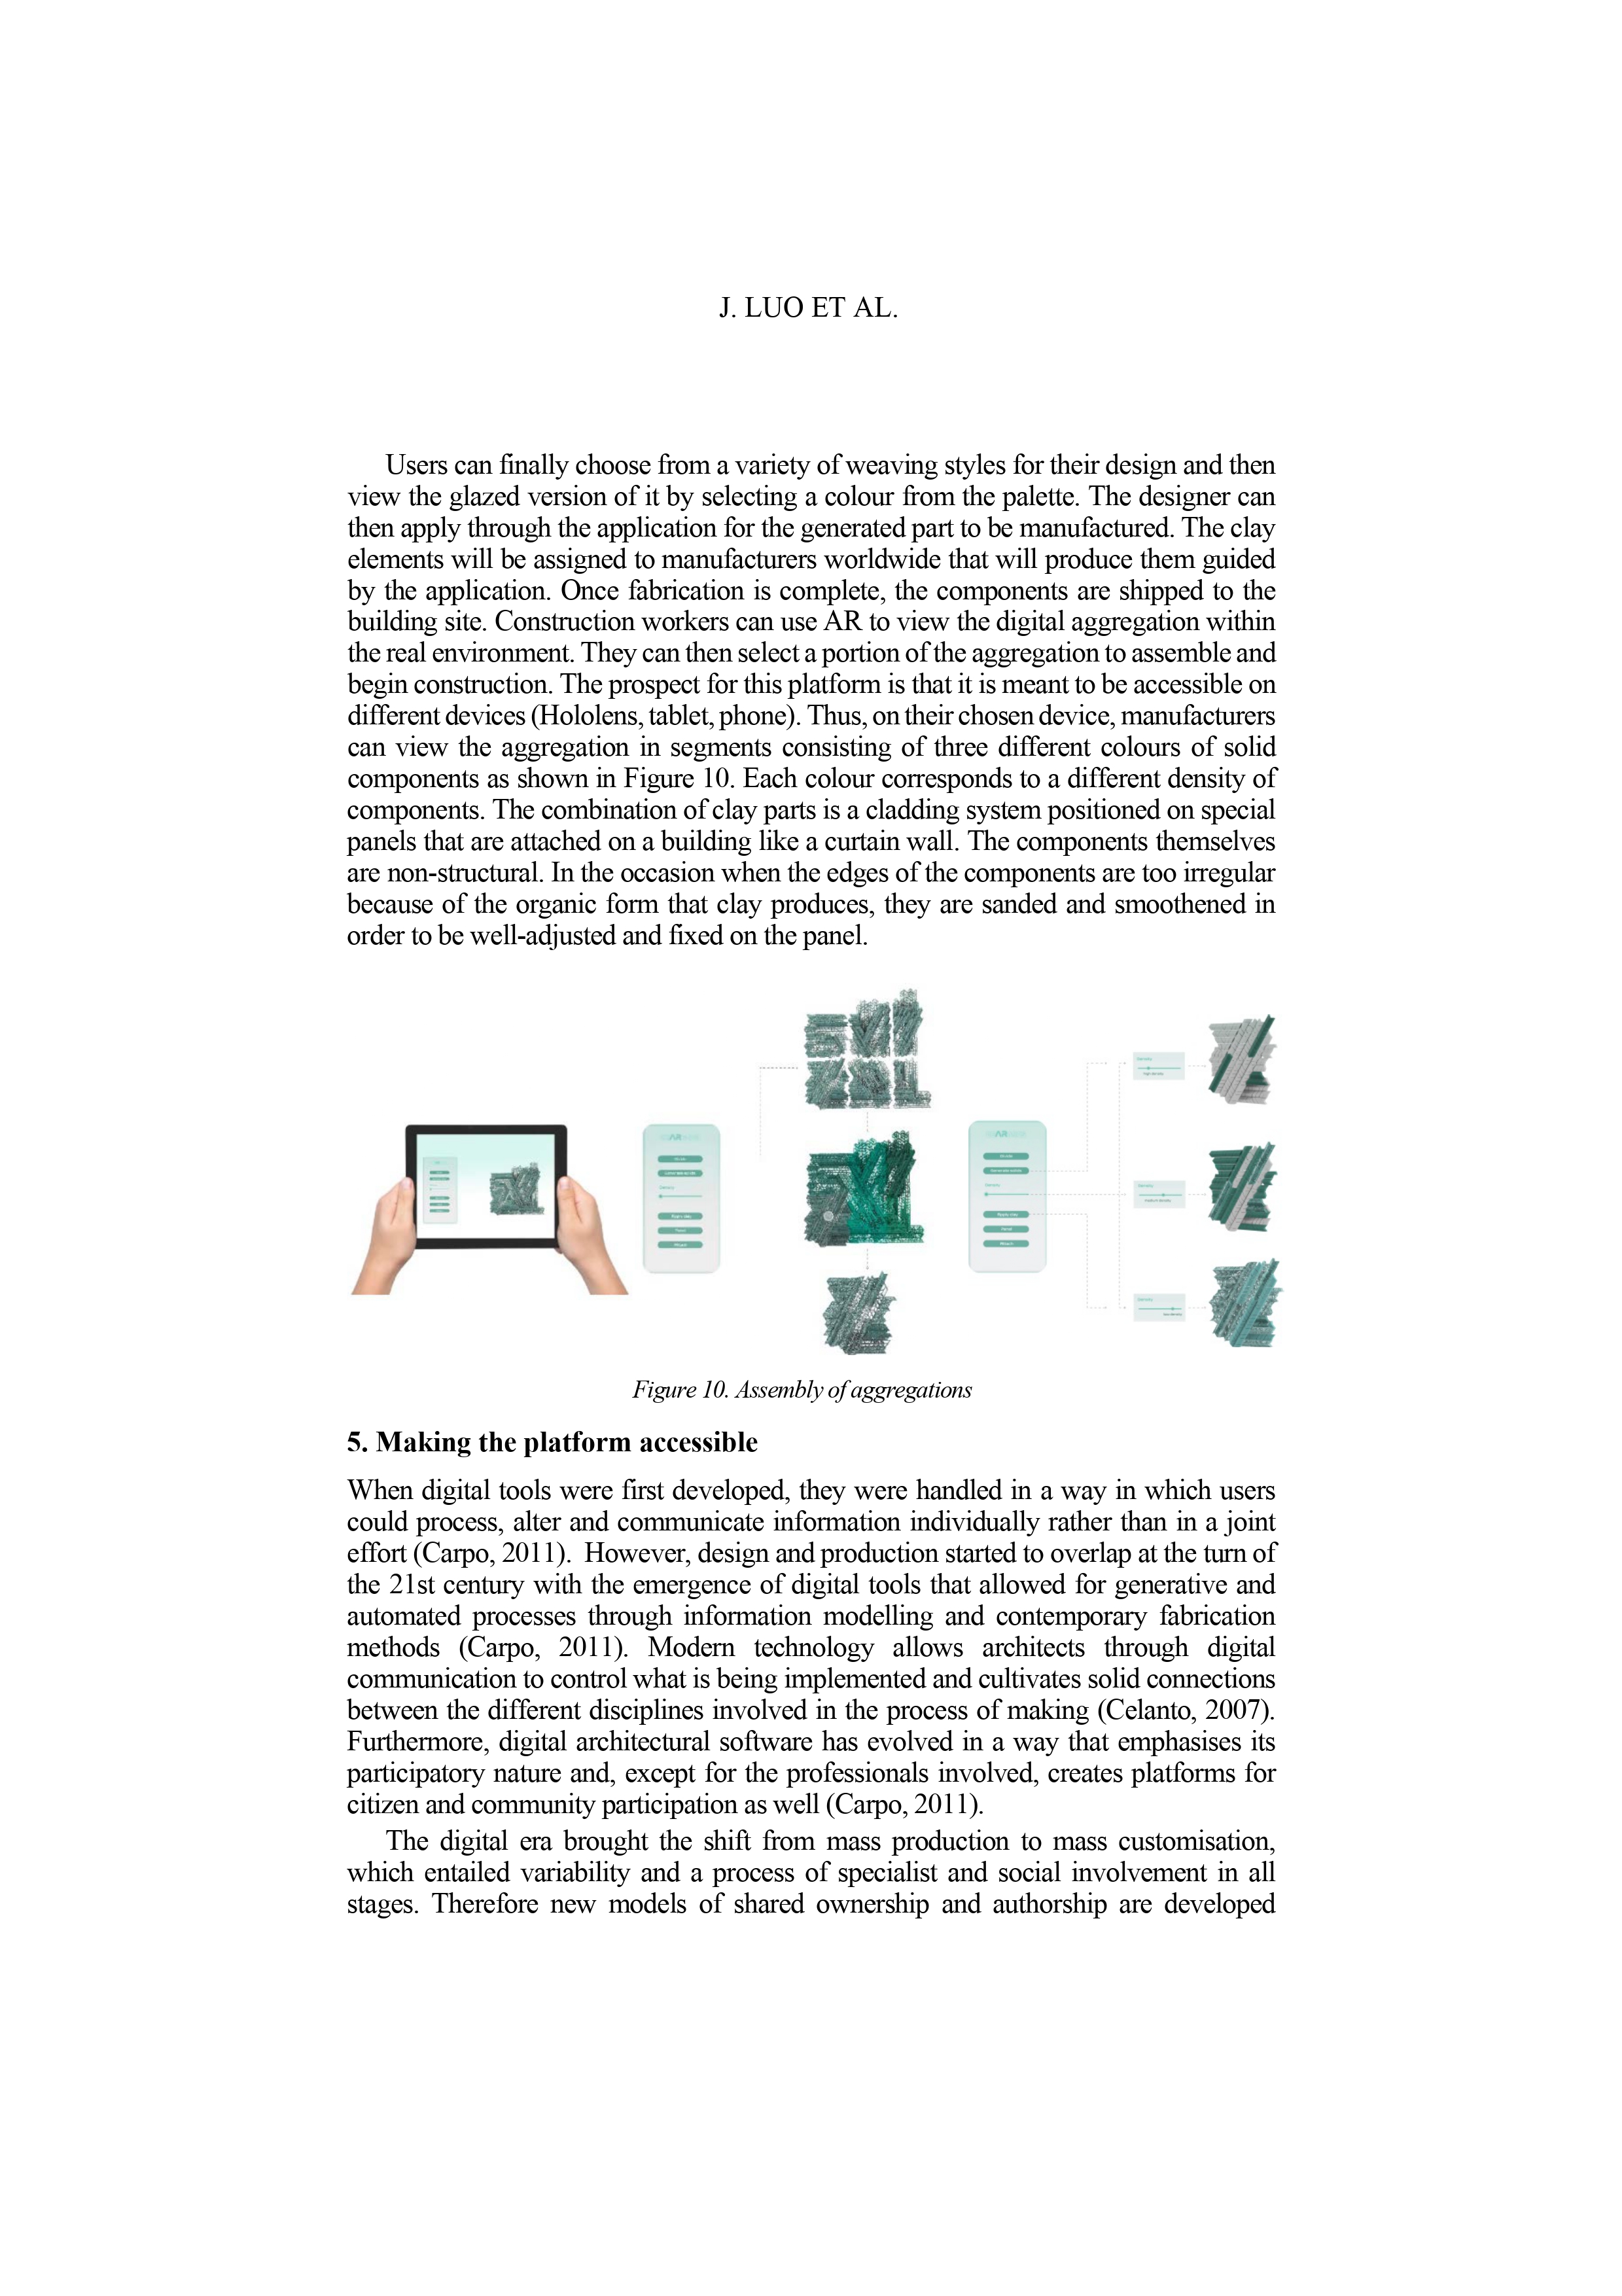 J. LUO ET AL.
Users can finally choose from a variety of weaving styles for their design and then
view the glazed version of it by selecting a colour from the palette. The designer can
then apply through the application for the generated part to be manufactured. The clay
elements will be assigned to manufacturers worldwide that will produce them guided
by the application. Once fabrication is complete, the components are shipped to the
building site. Construction workers can use AR to view the digital aggregation within
the real environment. They can then select a portion of the aggregation to assemble and
begin construction. The prospect for this platform is that it is meant to be accessible on
different devices (Hololens, tablet, phone). Thus, on their chosen device, manufacturers
can view the aggregation in segments consisting of three different colours of solid
components as shown in Figure 10. Each colour corresponds to a different density of
components. The combination of clay parts is a cladding system positioned on special
panels that are attached on a building like a curtain wall. The components themselves
are non-structural. In the occasion when the edges of the components are too irregular
because of the organic form that clay produces, they are sanded and smoothened in
order to be well-adjusted and fixed on the panel.
AR
Density
AR
Density
Density
high density
Density
medium density
Density
low density
Figure 10. Assembly of aggregations
5. Making the platform accessible
When digital tools were first developed, they were handled in a way in which users
could process, alter and communicate information individually rather than in a joint
effort (Carpo, 2011). However, design and production started to overlap at the turn of
the 21st century with the emergence of digital tools that allowed for generative and
automated processes through information modelling and contemporary fabrication
methods (Carpo, 2011). Modern technology allows architects through digital
communication to control what is being implemented and cultivates solid connections
between the different disciplines involved in the process of making (Celanto, 2007).
Furthermore, digital architectural software has evolved in a way that emphasises its
participatory nature and, except for the professionals involved, creates platforms for
citizen and community participation as well (Carpo, 2011).
The digital era brought the shift from mass production to mass customisation,
which entailed variability and a process of specialist and social involvement in all
stages. Therefore new models of shared ownership and authorship are developed